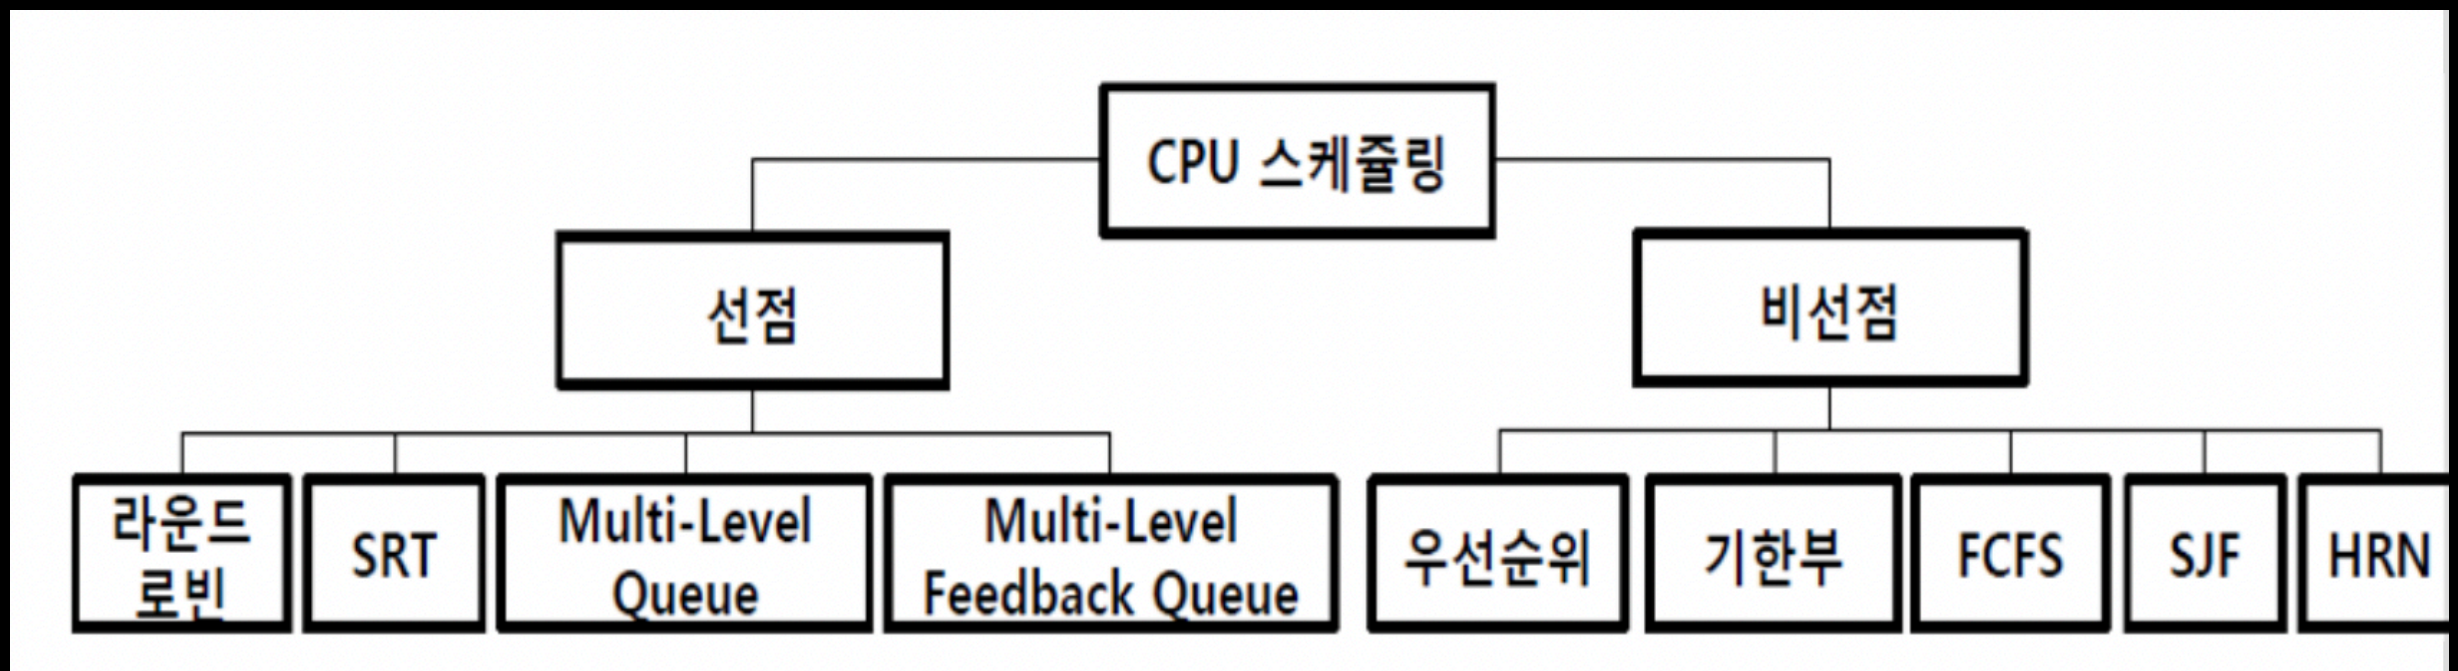 CPU 스케쥴링
선점
비선점
라운드
로빈
SRT
Multi-Level
Queue
Multi-Level
Feedback Queue
우선순위
기한부
FCFS
SJF
HRN